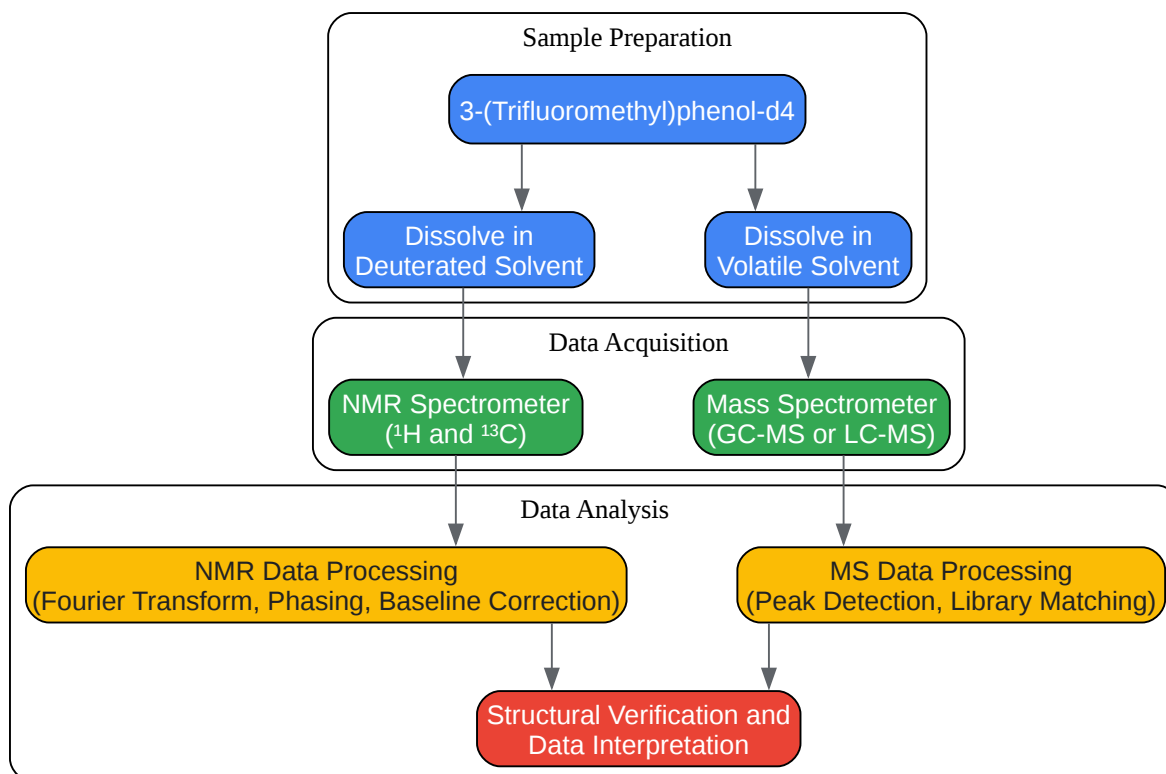 Sample Preparation
3-(Trifluoromethyl)phenol-d4
Dissolve in
Deuterated Solvent
Dissolve in
Volatile Solvent
Data Acquisition
NMR Spectrometer
(¹H and ¹³C)
Mass Spectrometer
(GC-MS or LC-MS)
Data Analysis
NMR Data Processing
(Fourier Transform, Phasing, Baseline Correction)
MS Data Processing
(Peak Detection, Library Matching)
Structural Verification and
Data Interpretation